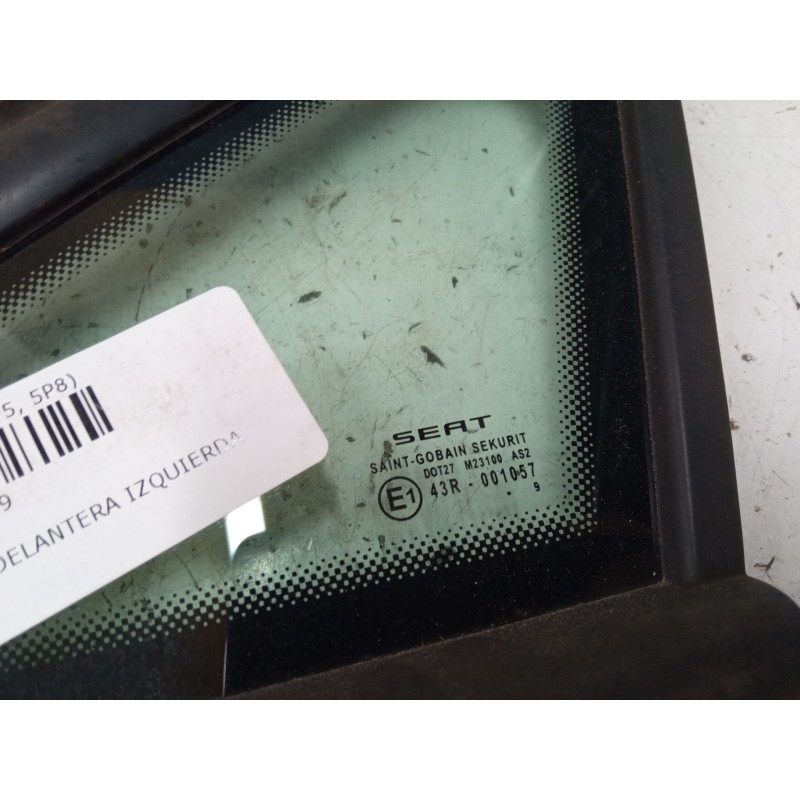 5, 5P8)
9
DELANTERA IZQUIERDA
SEAT
SAINT-GOBAIN SEKURIT
DOT27 M23100 AS2
E1 43R - 001057
. 9